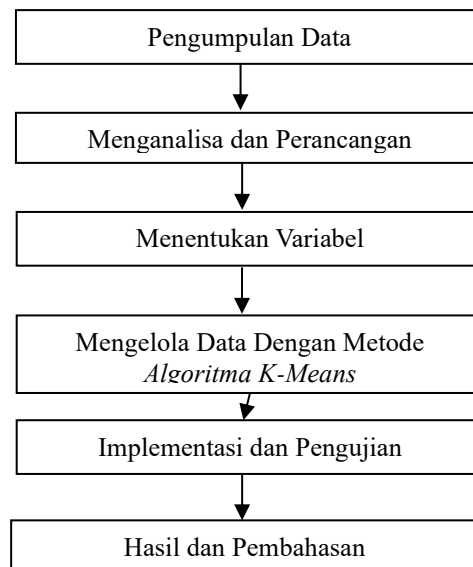 Pengumpulan Data
Menganalisa dan Perancangan
Menentukan Variabel
Mengelola Data Dengan Metode
Algoritma K-Means
Implementasi dan Pengujian
Hasil dan Pembahasan